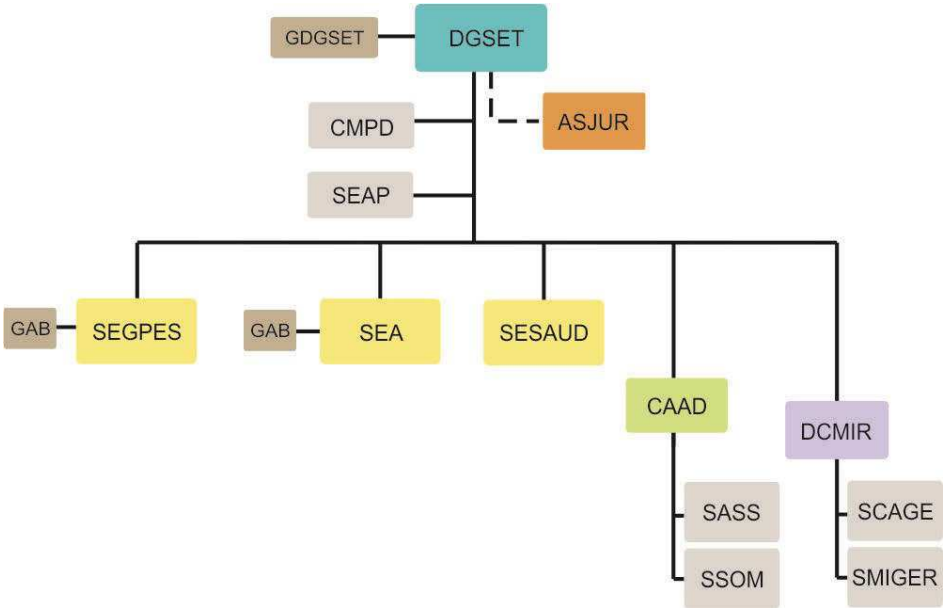 GDGSET
DGSET
CMPD
ASJUR
SEAP
GAB
SEGPES
GAB
SEA
SESAUD
CAAD
DCMIR
SASS
SCAGE
SSOM
SMIGER